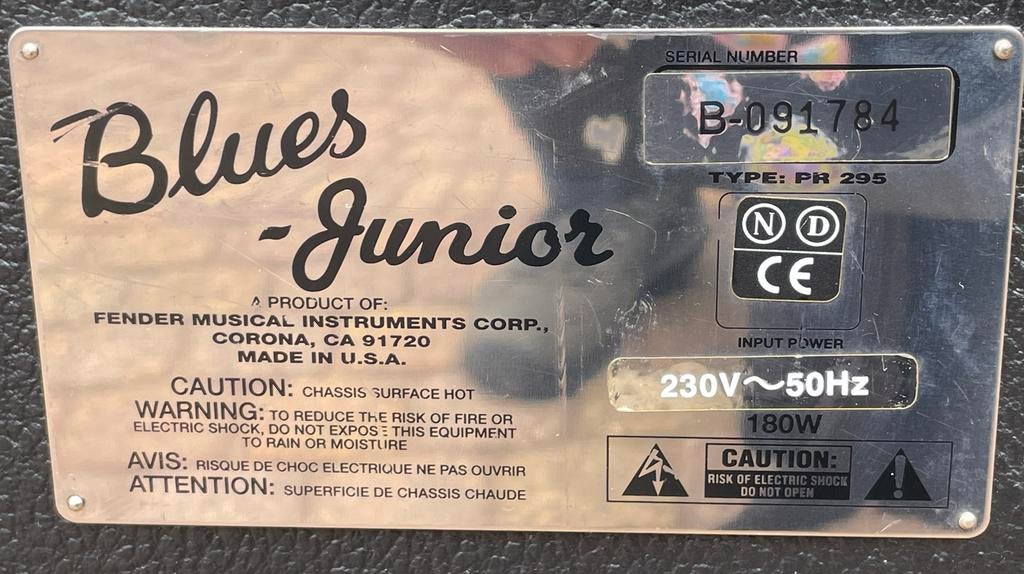 Blues
-Junior
A PRODUCT OF:
FENDER MUSICAL INSTRUMENTS CORP.,
CORONA, CA 91720
MADE IN U.S.A.
CAUTION: CHASSIS SURFACE HOT
WARNING: TO REDUCE THE RISK OF FIRE OR
ELECTRIC SHOCK, DO NOT EXPOSE THIS EQUIPMENT
TO RAIN OR MOISTURE
AVIS: RISQUE DE CHOC ELECTRIQUE NE PAS OUVRIR
ATTENTION: SUPERFICIE DE CHASSIS CHAUDE
SERIAL NUMBER
B-091784
TYPE: PR 295
N D
CE
INPUT POWER
230V～50Hz
180W
CAUTION:
RISK OF ELECTRIC SHOCK
DO NOT OPEN